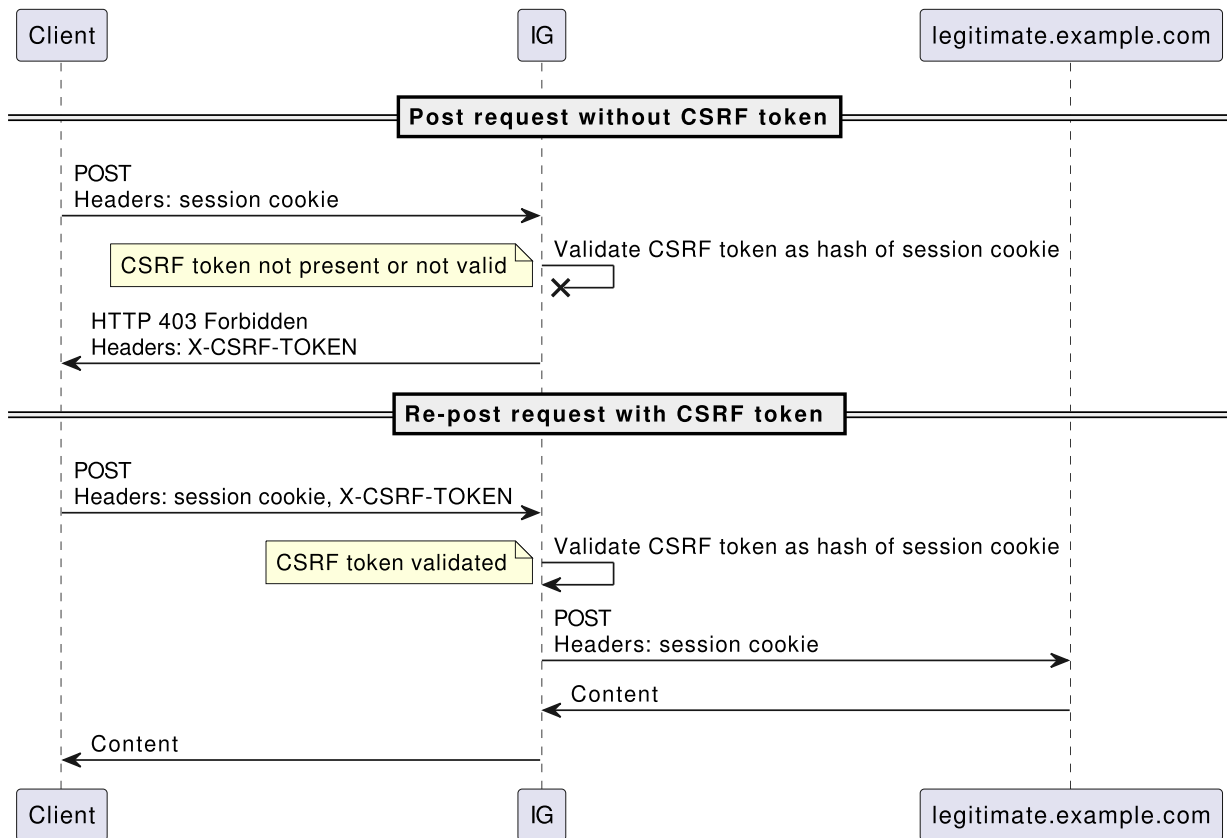 Client IG legitimate.example.com
Post request without CSRF token
POST
Headers: session cookie
Validate CSRF token as hash of session cookie
CSRF token not present or not valid
HTTP 403 Forbidden
Headers: X-CSRF-TOKEN
Re-post request with CSRF token
POST
Headers: session cookie, X-CSRF-TOKEN
Validate CSRF token as hash of session cookie
CSRF token validated
POST
Headers: session cookie
Content
Content
Client IG legitimate.example.com